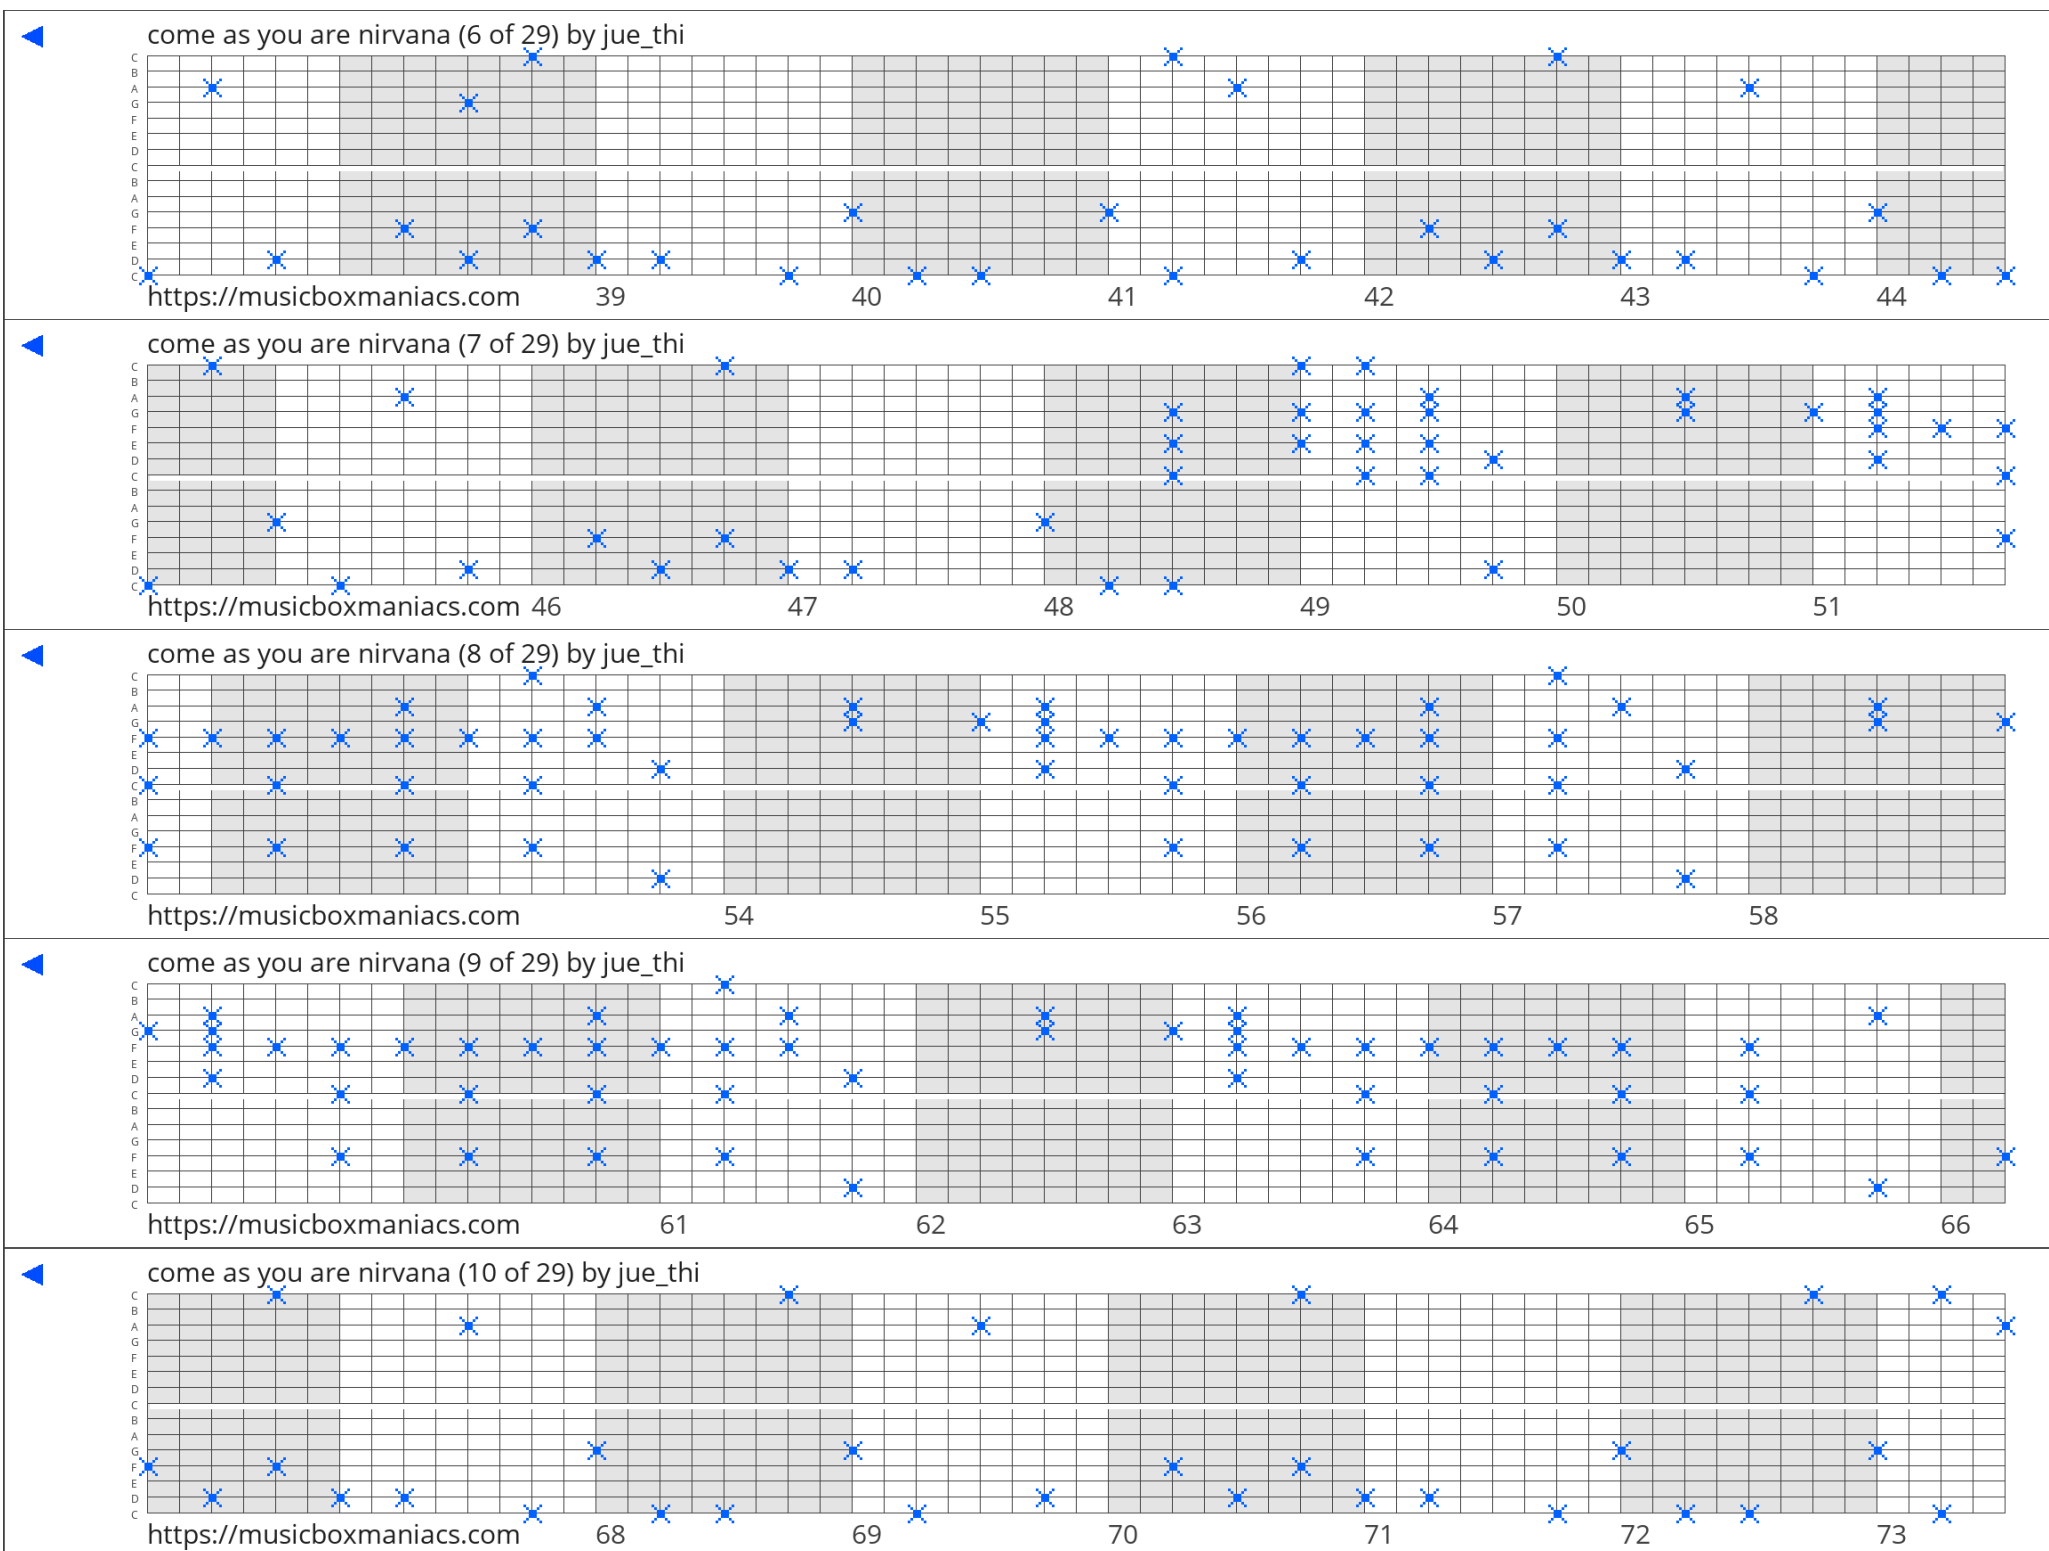 come as you are nirvana (6 of 29) by jue_thi
C
B
A
G
F
E
D
C
B
A
G
F
E
D
C
https://musicboxmaniacs.com 39 40 41 42 43 44
come as you are nirvana (7 of 29) by jue_thi
C
B
A
G
F
E
D
C
B
A
G
F
E
D
C
https://musicboxmaniacs.com 46 47 48 49 50 51
come as you are nirvana (8 of 29) by jue_thi
C
B
A
G
F
E
D
C
B
A
G
F
E
D
C
https://musicboxmaniacs.com 54 55 56 57 58
come as you are nirvana (9 of 29) by jue_thi
C
B
A
G
F
E
D
C
B
A
G
F
E
D
C
https://musicboxmaniacs.com 61 62 63 64 65 66
come as you are nirvana (10 of 29) by jue_thi
C
B
A
G
F
E
D
C
B
A
G
F
E
D
C
https://musicboxmaniacs.com 68 69 70 71 72 73